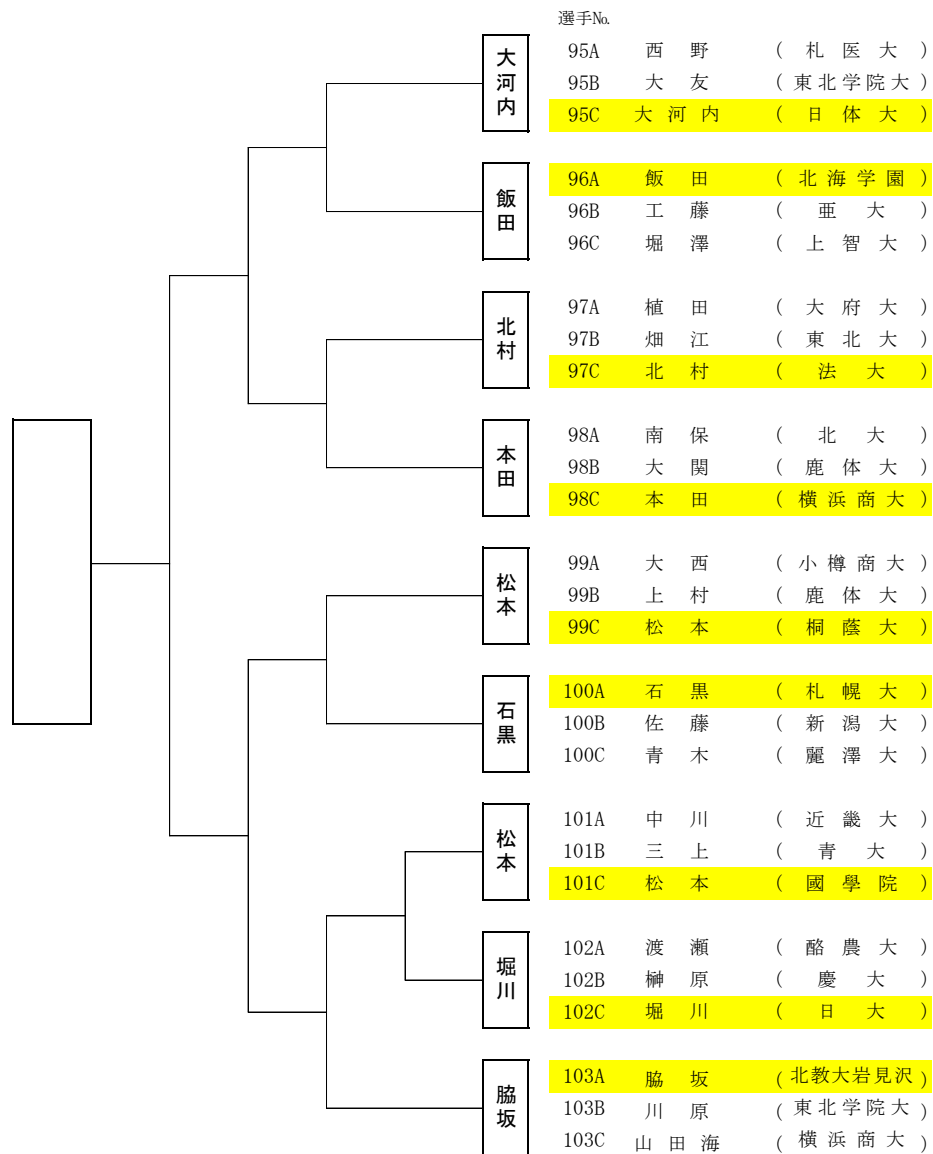 選手№
大河内
95A 西野 (札医大)
95B 大友 (東北学院大)
95C 大河内 (日体大)
飯田
96A 飯田 (北海学園)
96B 工藤 (亜大)
96C 堀澤 (上智大)
北村
97A 植田 (大府大)
97B 畑江 (東北大)
97C 北村 (法大)
本田
98A 南保 (北大)
98B 大関 (鹿体大)
98C 本田 (横浜商大)
松本
99A 大西 (小樽商大)
99B 上村 (鹿体大)
99C 松本 (桐蔭大)
石黒
100A 石黒 (札幌大)
100B 佐藤 (新潟大)
100C 青木 (麗澤大)
松本
101A 中川 (近畿大)
101B 三上 (青大)
101C 松本 (國學院)
堀川
102A 渡瀬 (酪農大)
102B 榊原 (慶大)
102C 堀川 (日大)
脇坂
103A 脇坂 (北教大岩見沢)
103B 川原 (東北学院大)
103C 山田海 (横浜商大)